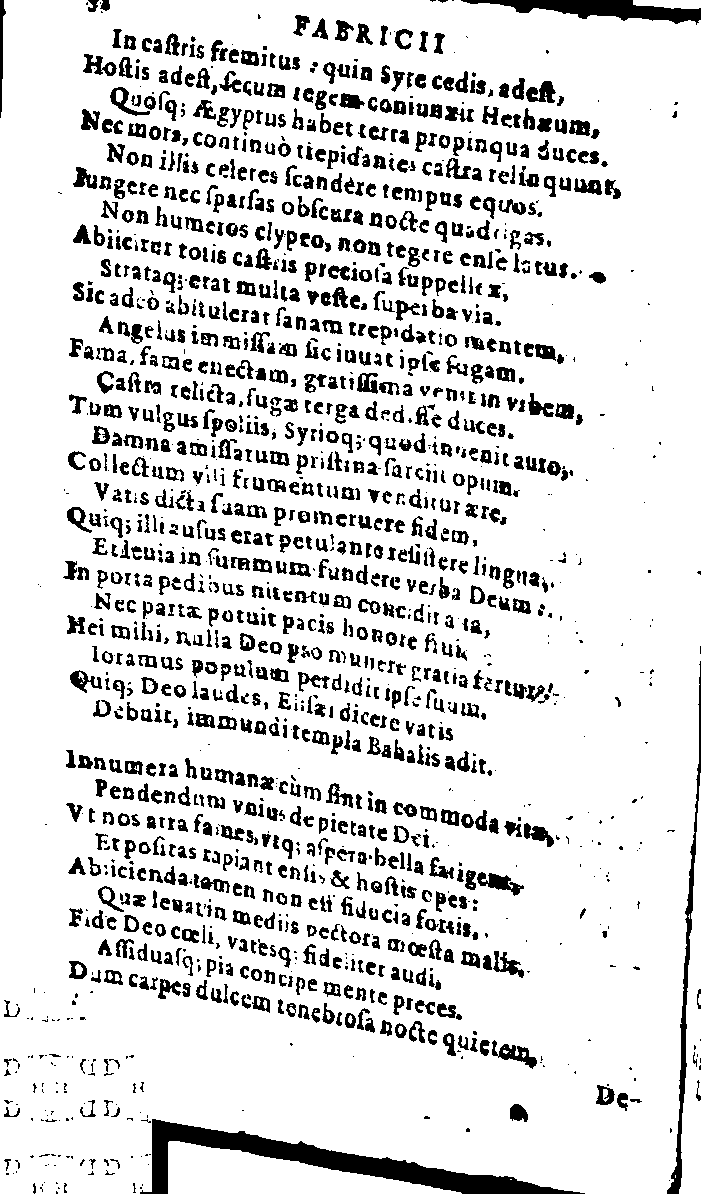 FABRICII
In castris fremitus : quin Syre cedis, adest,
Hostis adest, secum regem coniunxit Hethæum,
Quosq; Ægyptus habet terra propinqua duces.
Nec mora, continuò trepidantes castra relinquunt,
Non illis celeres scandere tempus equos.
Iungere nec sparsas obscura nocte quadrigas.
Non humeros clypeo, non tegere ense latus.
Abiicitur totis castris preciosa suppellex,
Strataq; erat multa veste, superba via.
Sic adeò abstulerat sanam trepidatio mentem,
Angelus immissam sic iuuat ipse fugam.
Fama, fame enectam, gratissima venit in vrbem,
Castra relicta, fugæ terga dedisse duces.
Tum vulgus spoliis, Syrioq; quod inuenit auro,
Damna amissarum pristina sarciit opum.
Collectum vili frumentum venditur ære,
Vatis dicta suam promeruere fidem.
Quiq; illi ausus erat petulante resistere lingua,
Et leuia in summum fundere verba Deum :
In porta pedibus nitentum concidit
Nec partæ potuit pacis honore frui
Hei mihi, nulla Deo pro munere gratia fertur!
Ioramus populum perdidit ipse suum.
Quiq; Deo laudes, Elisæi dicere vatis
Debuit, immundi templa Bahalis adit.
Innumera humanæ cùm sint incommoda vitæ,
Pendendum vnius de pietate Dei.
Vt nos atra fames, vtq; aspera bella fatigent,
Et positas rapiant ensis & hostis opes:
Abiicienda tamen non est fiducia fortis,
Quæ leuat in mediis pectora mœsta malis.
Fide Deo cœli, vatesq; fideliter audi,
Assiduasq; pia concipe mente preces.
Dum carpes dulcem tenebrosa nocte quietem,
De-